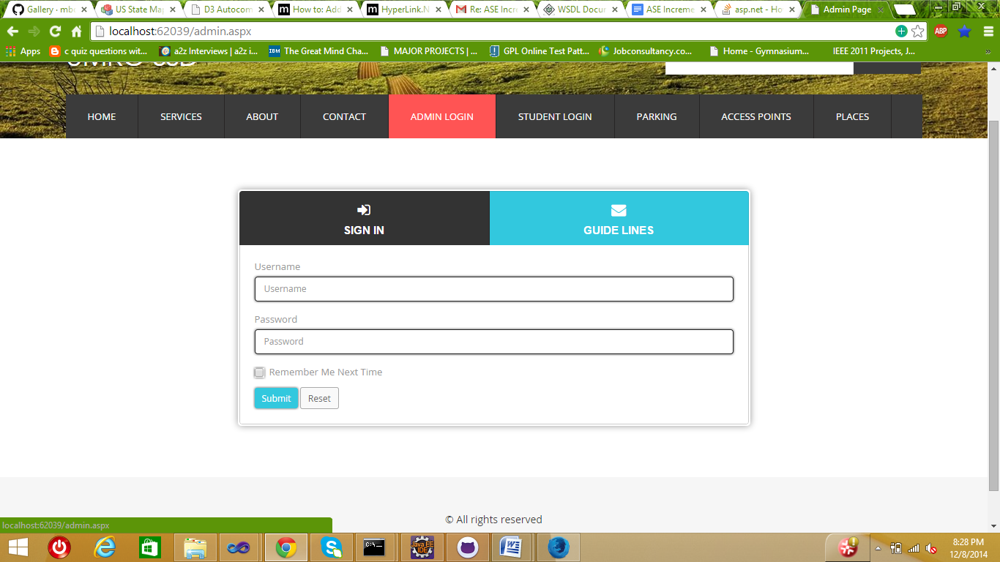 Gallery · mbo
US State Map
D3 Autocom
How to: Add
HyperLink.N
Re: ASE Incre
WSDL Docu
ASE Increme
asp.net - Ho
Admin Page
localhost:62039/admin.aspx
ABP
Apps
c quiz questions wit...
a2z Interviews | a2z i...
IBM
The Great Mind Cha...
MAJOR PROJECTS | ...
GPL Online Test Patt...
Jobconsultancy.co...
Home - Gymnasium...
IEEE 2011 Projects, J...
HOME
SERVICES
ABOUT
CONTACT
ADMIN LOGIN
STUDENT LOGIN
PARKING
ACCESS POINTS
PLACES
SIGN IN
GUIDE LINES
Username
Username
Password
Password
Remember Me Next Time
Submit
Reset
© All rights reserved
localhost:62039/admin.aspx
Java EE
IDE
8:28 PM
12/8/2014